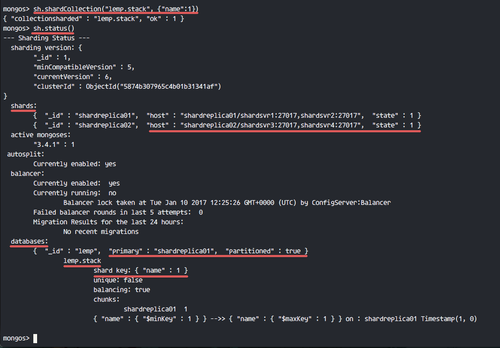 mongos> sh.shardCollection("lemp.stack", {"name":1})
{ "collectionsharded" : "lemp.stack", "ok" : 1 }
mongos> sh.status()
--- Sharding Status ---
sharding version: {
"_id" : 1,
"minCompatibleVersion" : 5,
"currentVersion" : 6,
"clusterId" : ObjectId("5874b307965c4b01b31341af")
}
shards:
{ "_id" : "shardreplica01", "host" : "shardreplica01/shardsvr1:27017,shardsvr2:27017", "state" : 1 }
{ "_id" : "shardreplica02", "host" : "shardreplica02/shardsvr3:27017,shardsvr4:27017", "state" : 1 }
active mongoses:
"3.4.1" : 1
autosplit:
Currently enabled: yes
balancer:
Currently enabled: yes
Currently running: no
Balancer lock taken at Tue Jan 10 2017 12:25:26 GMT+0000 (UTC) by ConfigServer:Balancer
Failed balancer rounds in last 5 attempts: 0
Migration Results for the last 24 hours:
No recent migrations
databases:
{ "_id" : "lemp", "primary" : "shardreplica01", "partitioned" : true }
lemp.stack
shard key: { "name" : 1 }
unique: false
balancing: true
chunks:
shardreplica01 1
{ "name" : { "$minKey" : 1 } } -->> { "name" : { "$maxKey" : 1 } } on : shardreplica01 Timestamp(1, 0)
mongos>